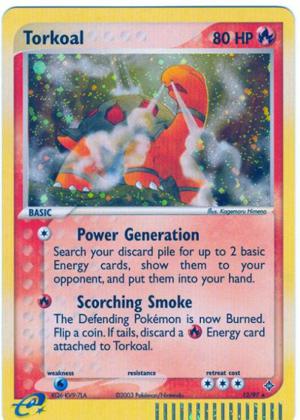 Torkoal 80 HP
BASIC
Illus. Kagemaru Himeno
Power Generation
Search your discard pile for up to 2 basic
Energy cards, show them to your
opponent, and put them into your hand.
Scorching Smoke
The Defending Pokémon is now Burned.
Flip a coin. If tails, discard a Energy card
attached to Torkoal.
weakness resistance retreat cost
©2003 Pokémon/Nintendo
12/97
e